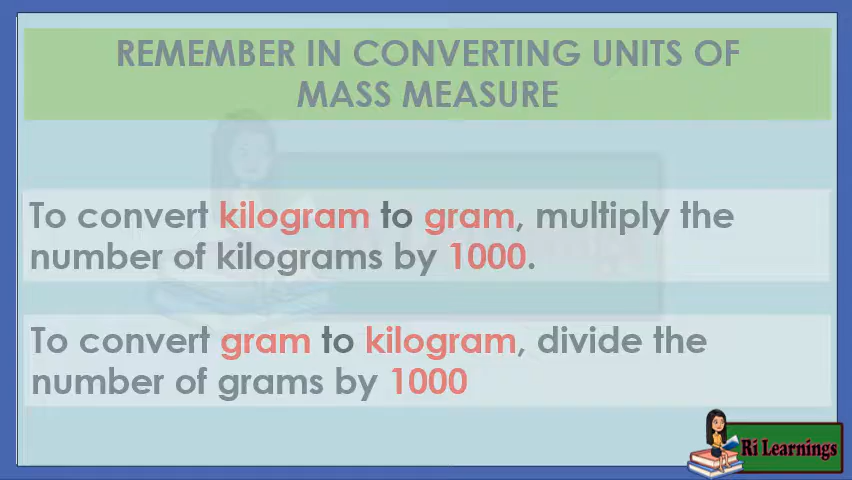 REMEMBER IN CONVERTING UNITS OF
MASS MEASURE
To convert kilogram to gram, multiply the
number of kilograms by 1000.
To convert gram to kilogram, divide the
number of grams by 1000
Ri Learnings